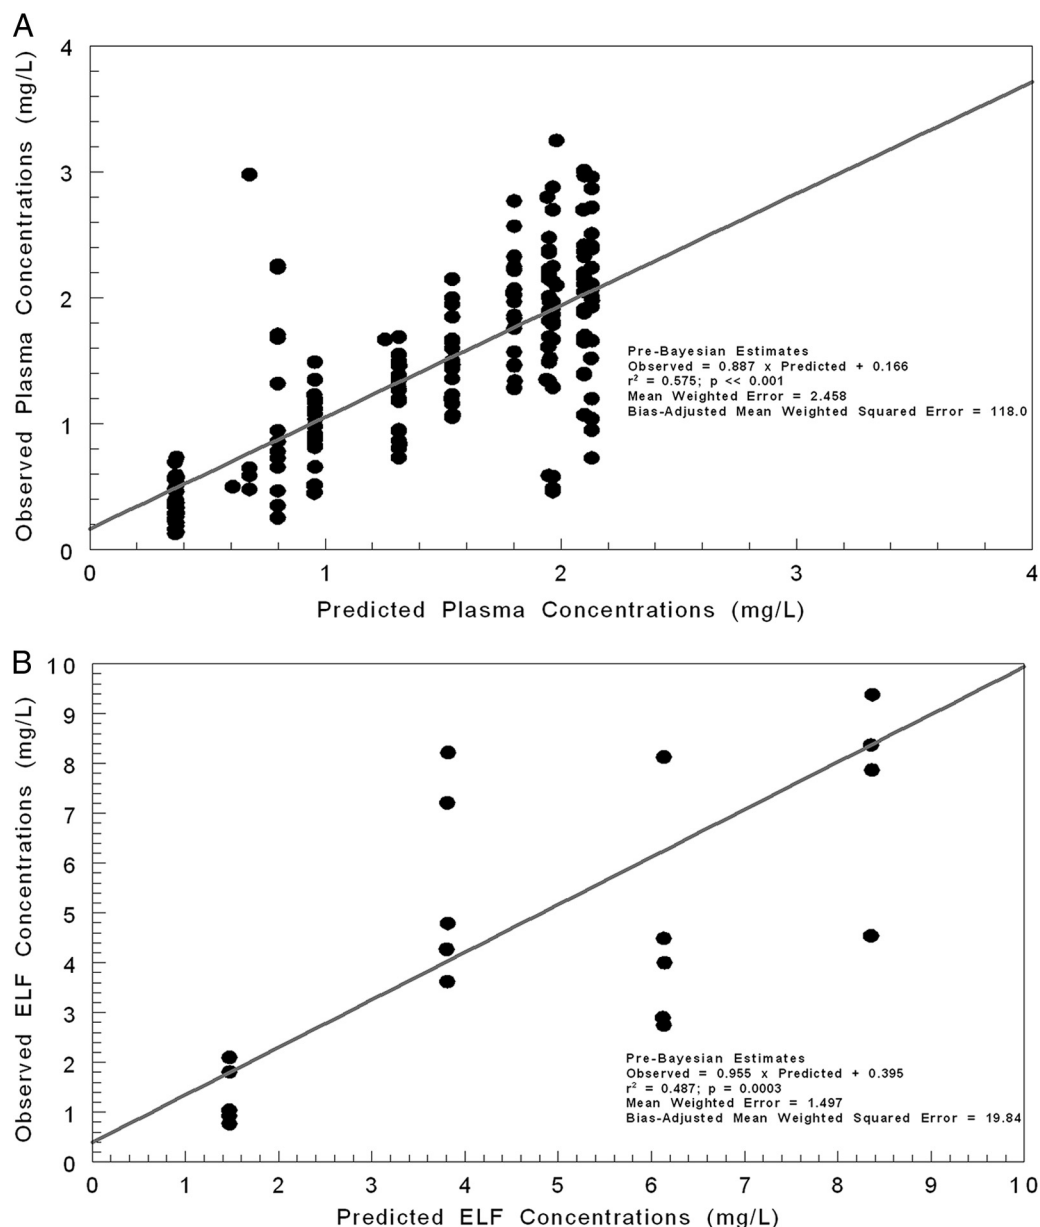 A
Observed Plasma Concentrations (mg/L)
4
3
2
1
0
Pre-Bayesian Estimates
Observed = 0.887 x Predicted + 0.166
r² = 0.575; p << 0.001
Mean Weighted Error = 2.458
Bias-Adjusted Mean Weighted Squared Error = 118.0
0 1 2 3 4
Predicted Plasma Concentrations (mg/L)
B
Observed ELF Concentrations (mg/L)
10
9
8
7
6
5
4
3
2
1
0
Pre-Bayesian Estimates
Observed = 0.955 x Predicted + 0.395
r² = 0.487; p = 0.0003
Mean Weighted Error = 1.497
Bias-Adjusted Mean Weighted Squared Error = 19.84
0 1 2 3 4 5 6 7 8 9 10
Predicted ELF Concentrations (mg/L)